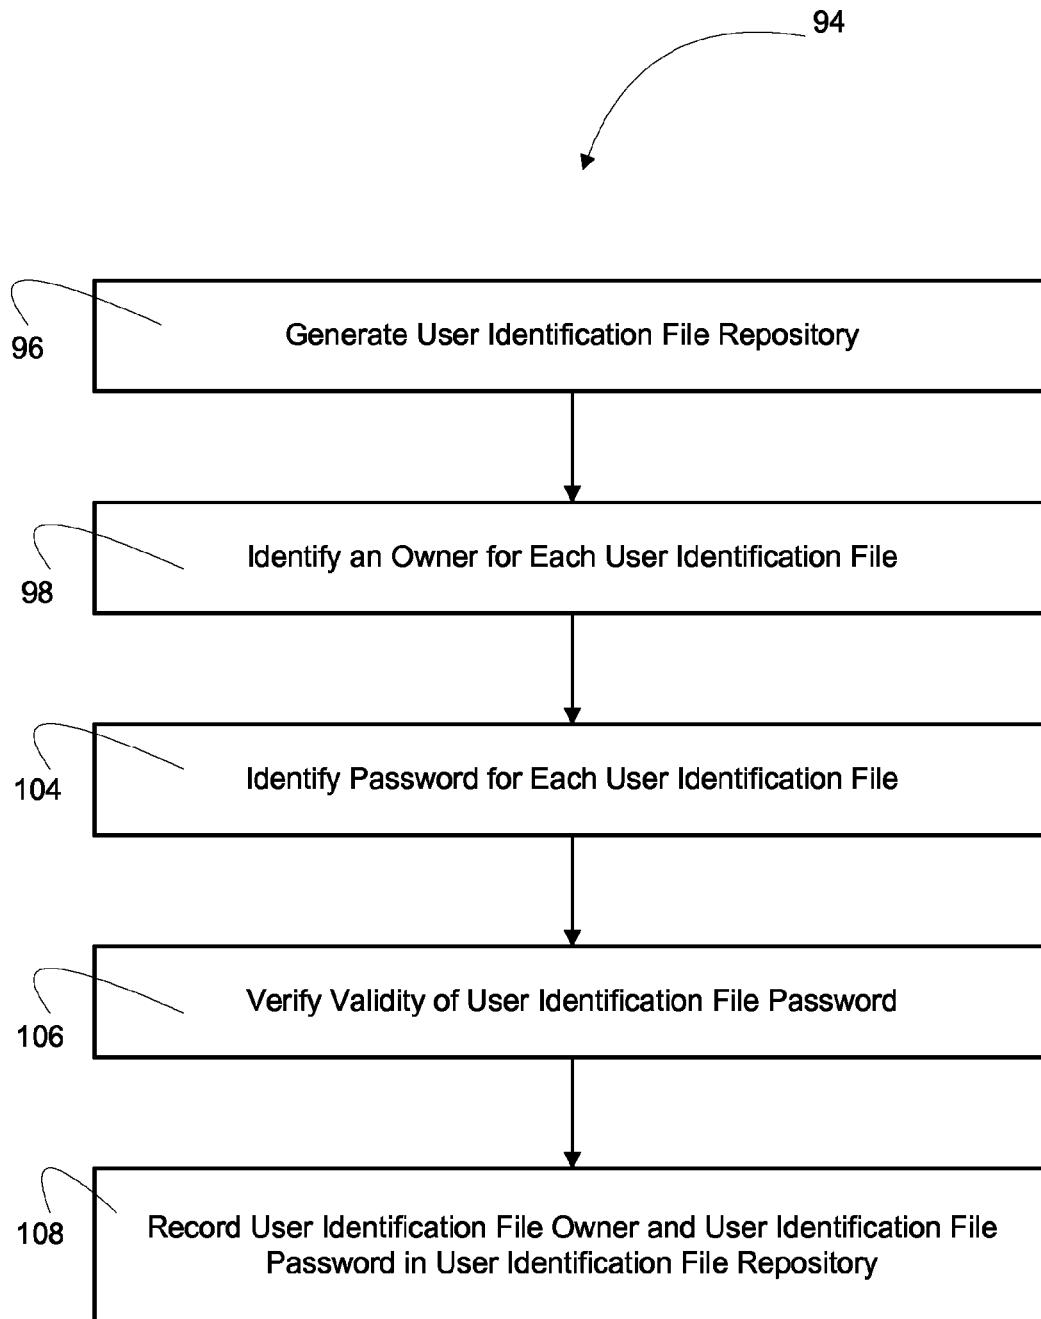 94
Generate User Identification File Repository
96
Identify an Owner for Each User Identification File
98
Identify Password for Each User Identification File
104
Verify Validity of User Identification File Password
106
Record User Identification File Owner and User Identification File
Password in User Identification File Repository
108